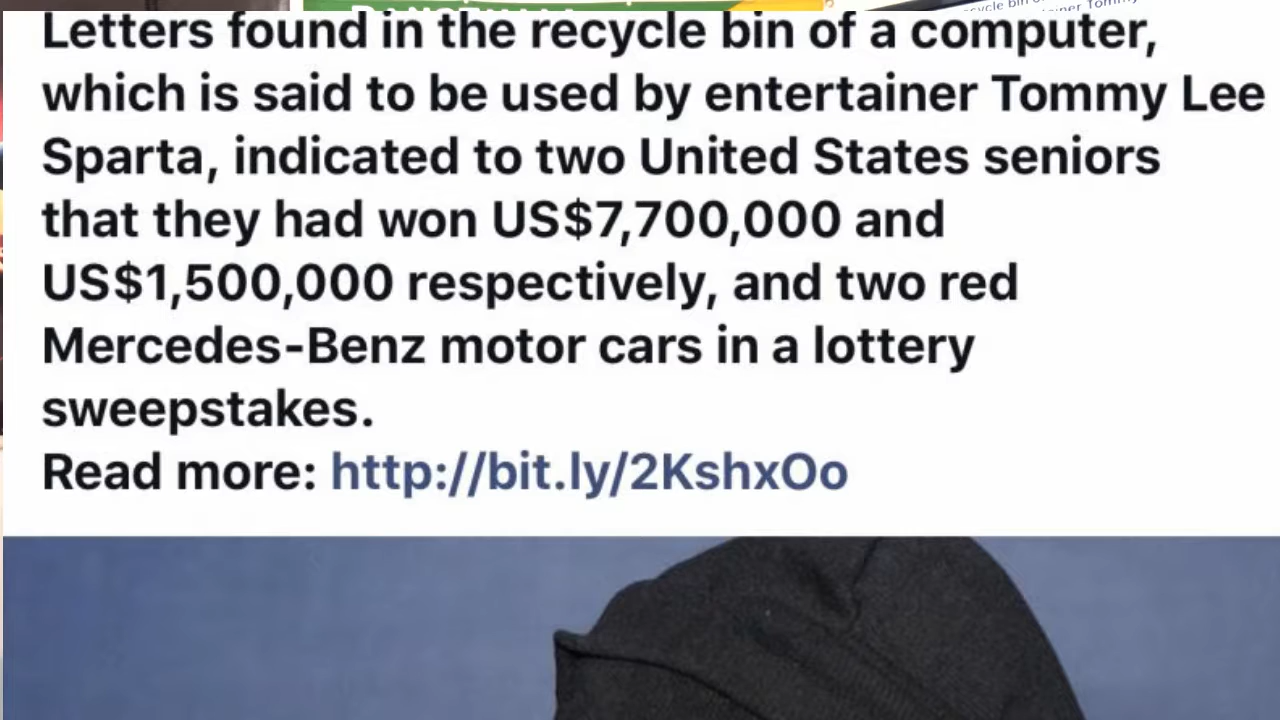 Letters found in the recycle bin of a computer,
which is said to be used by entertainer Tommy Lee
Sparta, indicated to two United States seniors
that they had won US$7,700,000 and
US$1,500,000 respectively, and two red
Mercedes-Benz motor cars in a lottery
sweepstakes.
Read more: http://bit.ly/2KshxOo